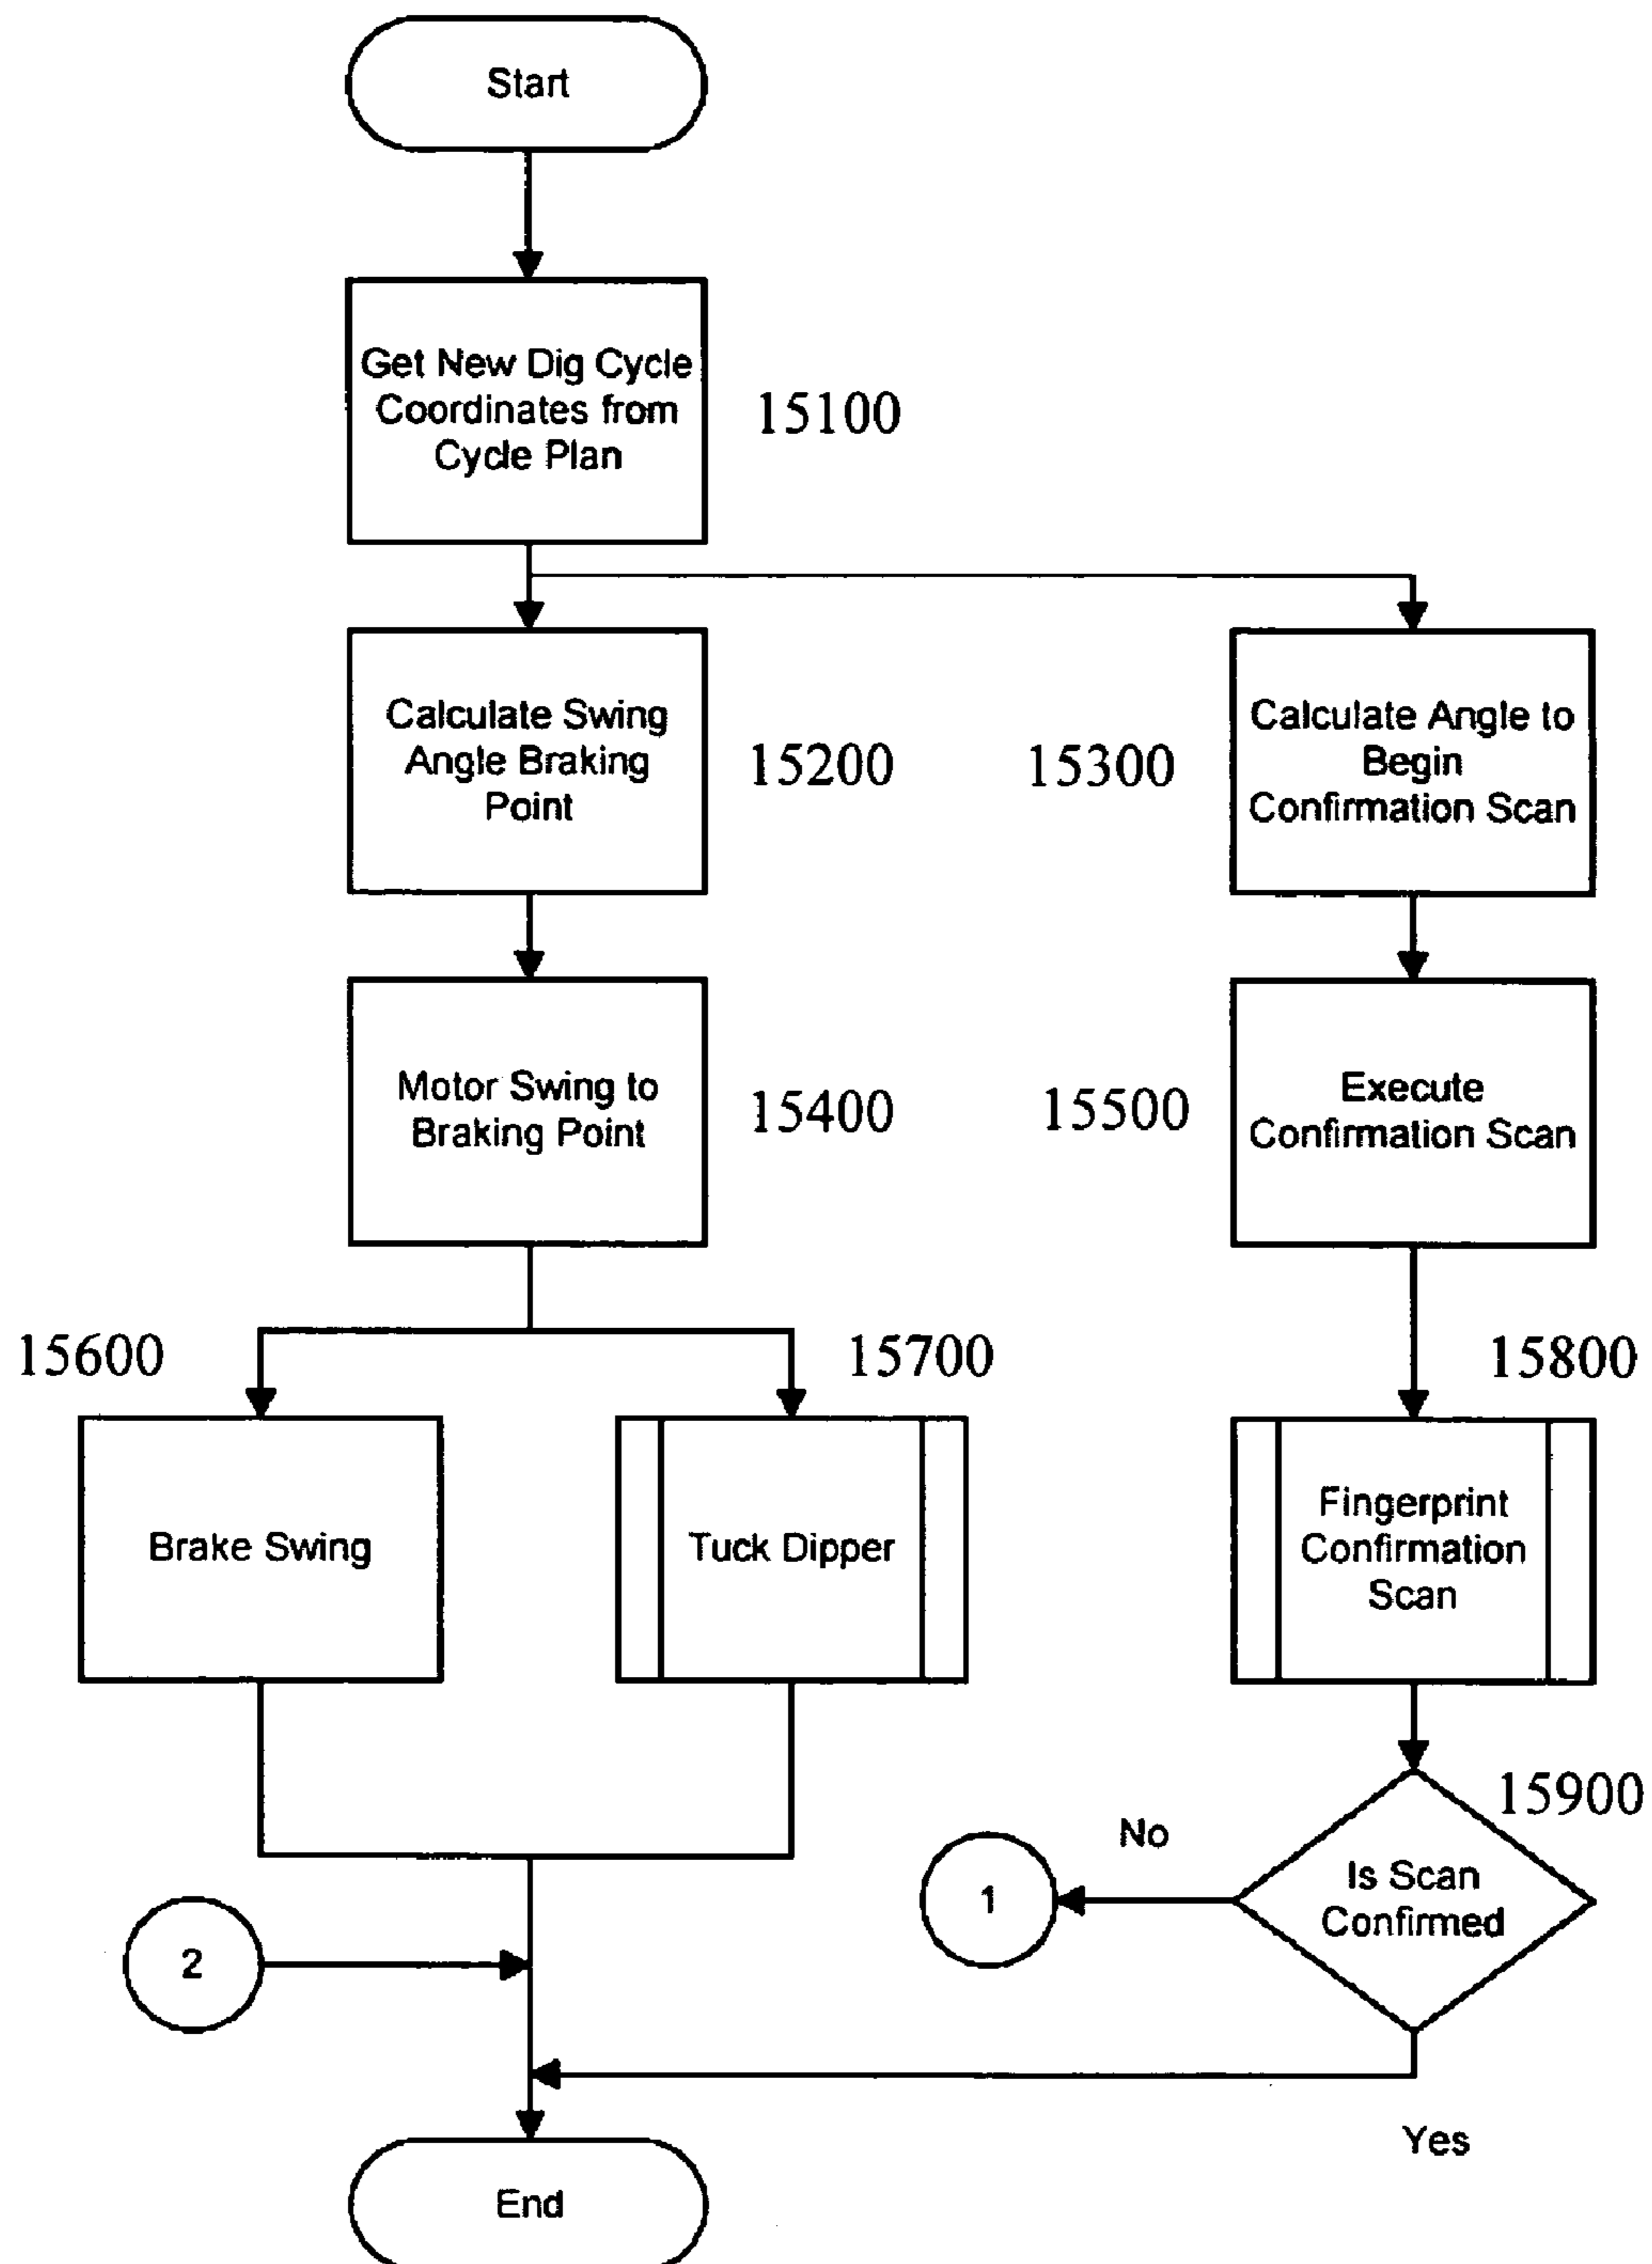 Start
Get New Dig Cycle
Coordinates from
Cycle Plan
15100
Calculate Swing
Angle Braking
Point
15200
15300
Calculate Angle to
Begin
Confirmation Scan
Motor Swing to
Braking Point
15400
15500
Execute
Confirmation Scan
15600
15700
15800
Brake Swing
Tuck Dipper
Fingerprint
Confirmation
Scan
15900
No
1
Is Scan
Confirmed
2
Yes
End